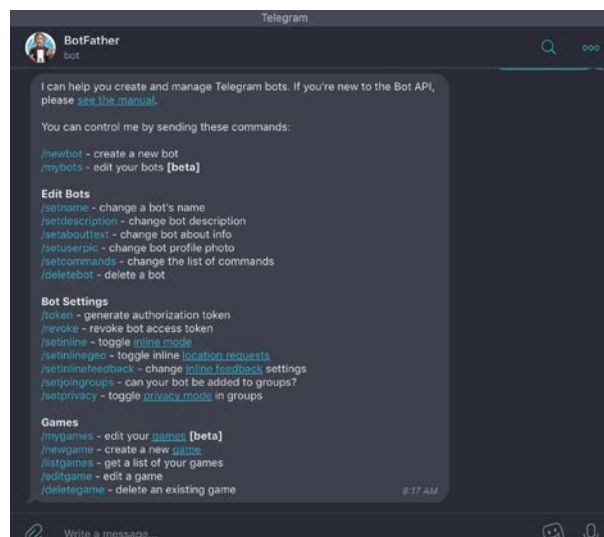 Telegram
BotFather
bot
I can help you create and manage Telegram bots. If you're new to the Bot API,
please see the manual.
You can control me by sending these commands:
/newbot - create a new bot
/mybots - edit your bots [beta]
Edit Bots
/setname - change a bot's name
/setdescription - change bot description
/setabouttext - change bot about info
/setuserpic - change bot profile photo
/setcommands - change the list of commands
/deletebot - delete a bot
Bot Settings
/token - generate authorization token
/revoke - revoke bot access token
/setinline - toggle inline mode
/setinlinegeo - toggle inline location requests
/setinlinefeedback - change inline feedback settings
/setjoingroups - can your bot be added to groups?
/setprivacy - toggle privacy mode in groups
Games
/mygames - edit your games [beta]
/newgame - create a new game
/listgames - get a list of your games
/editgame - edit a game
/deletegame - delete an existing game
8:17 AM
Write a message...